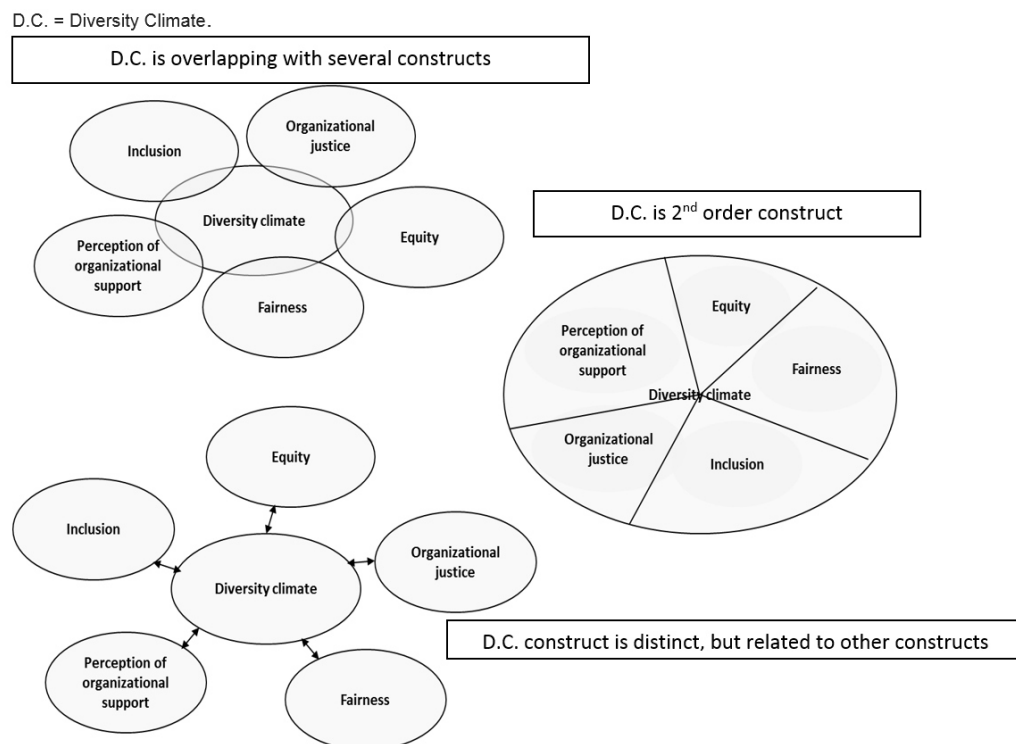 D.C. = Diversity Climate.
D.C. is overlapping with several constructs
Organizational
justice
Inclusion
Diversity climate
Equity
Perception of
organizational
support
Fairness
D.C. is 2nd order construct
Equity
Perception of
organizational
support
Fairness
Diversity climate
Organizational
justice
Inclusion
Equity
Inclusion
Organizational
justice
Diversity climate
Perception of
organizational
support
Fairness
D.C. construct is distinct, but related to other constructs